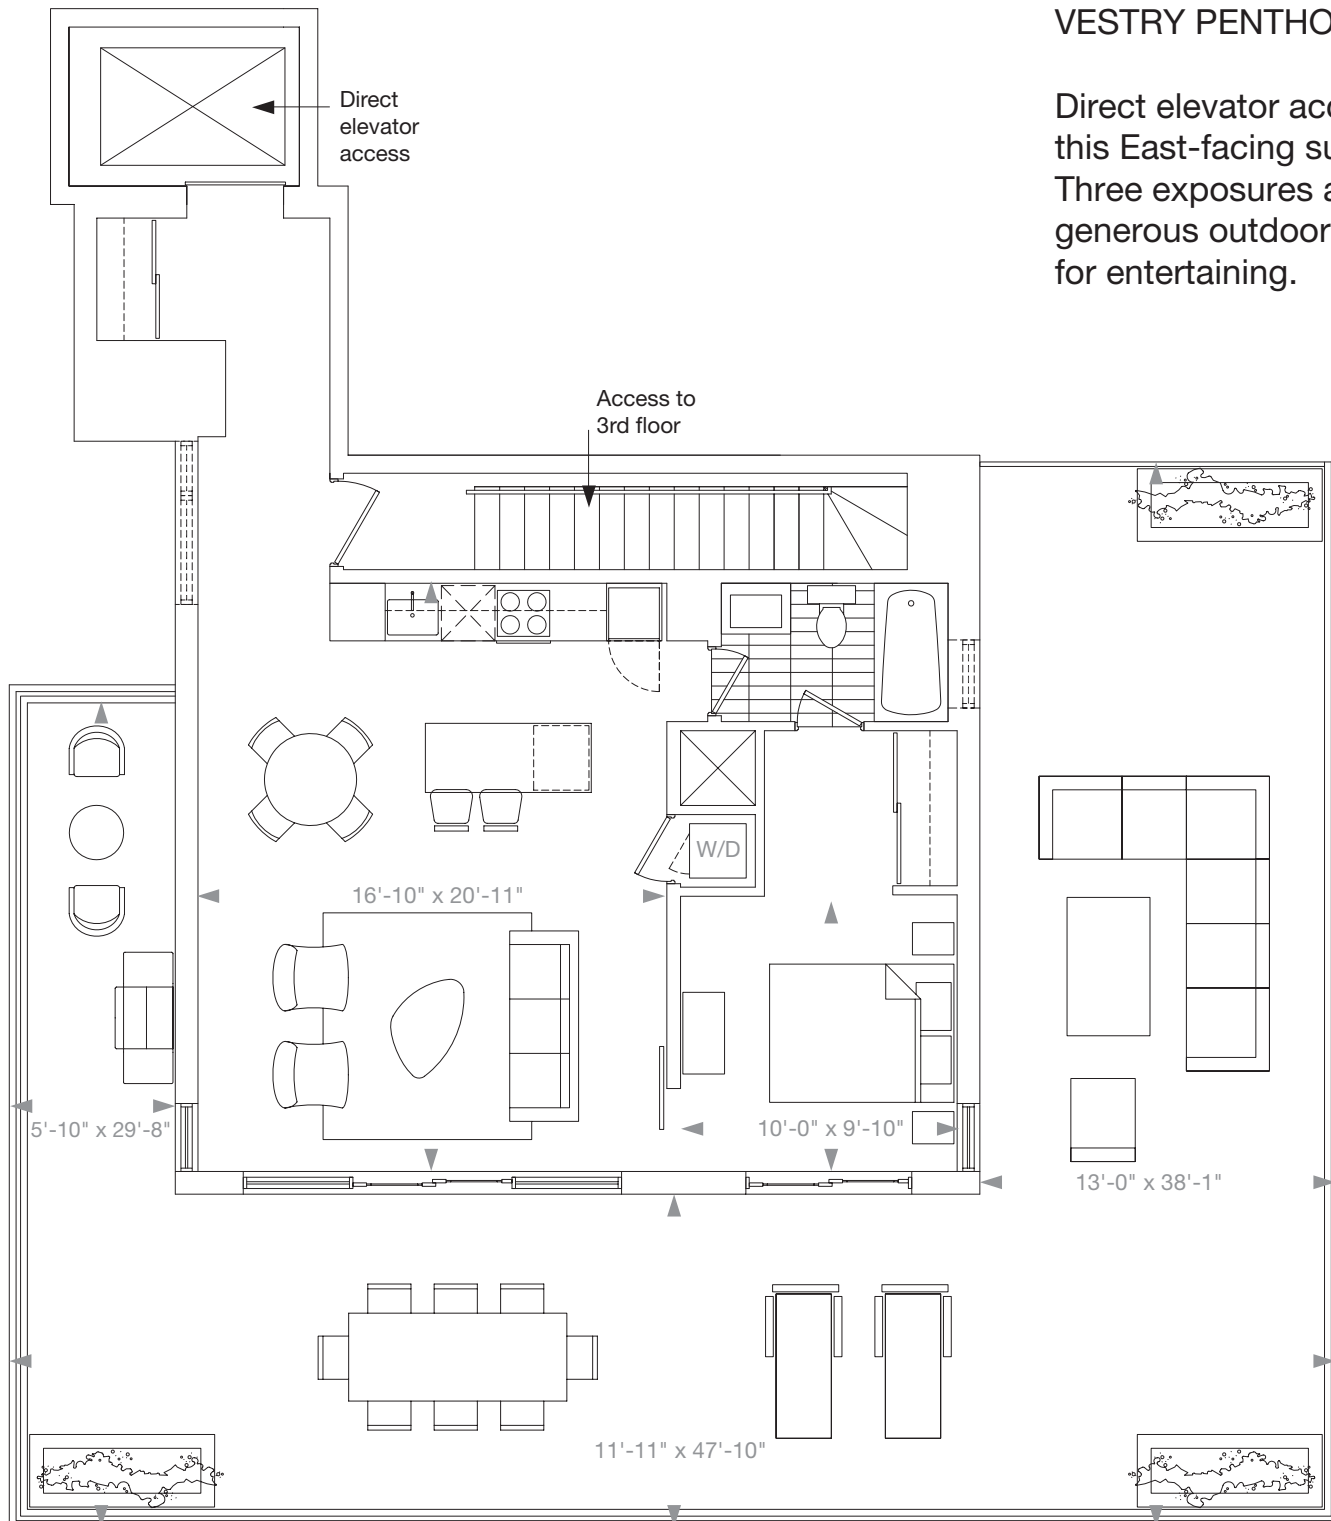 VESTRY PENTHO
Direct elevator acc
this East-facing su
Three exposures a
generous outdoor
for entertaining.
Direct
elevator
access
Access to
3rd floor
W/D
16'-10" x 20'-11"
5'-10" x 29'-8"
10'-0" x 9'-10"
13'-0" x 38'-1"
11'-11" x 47'-10"